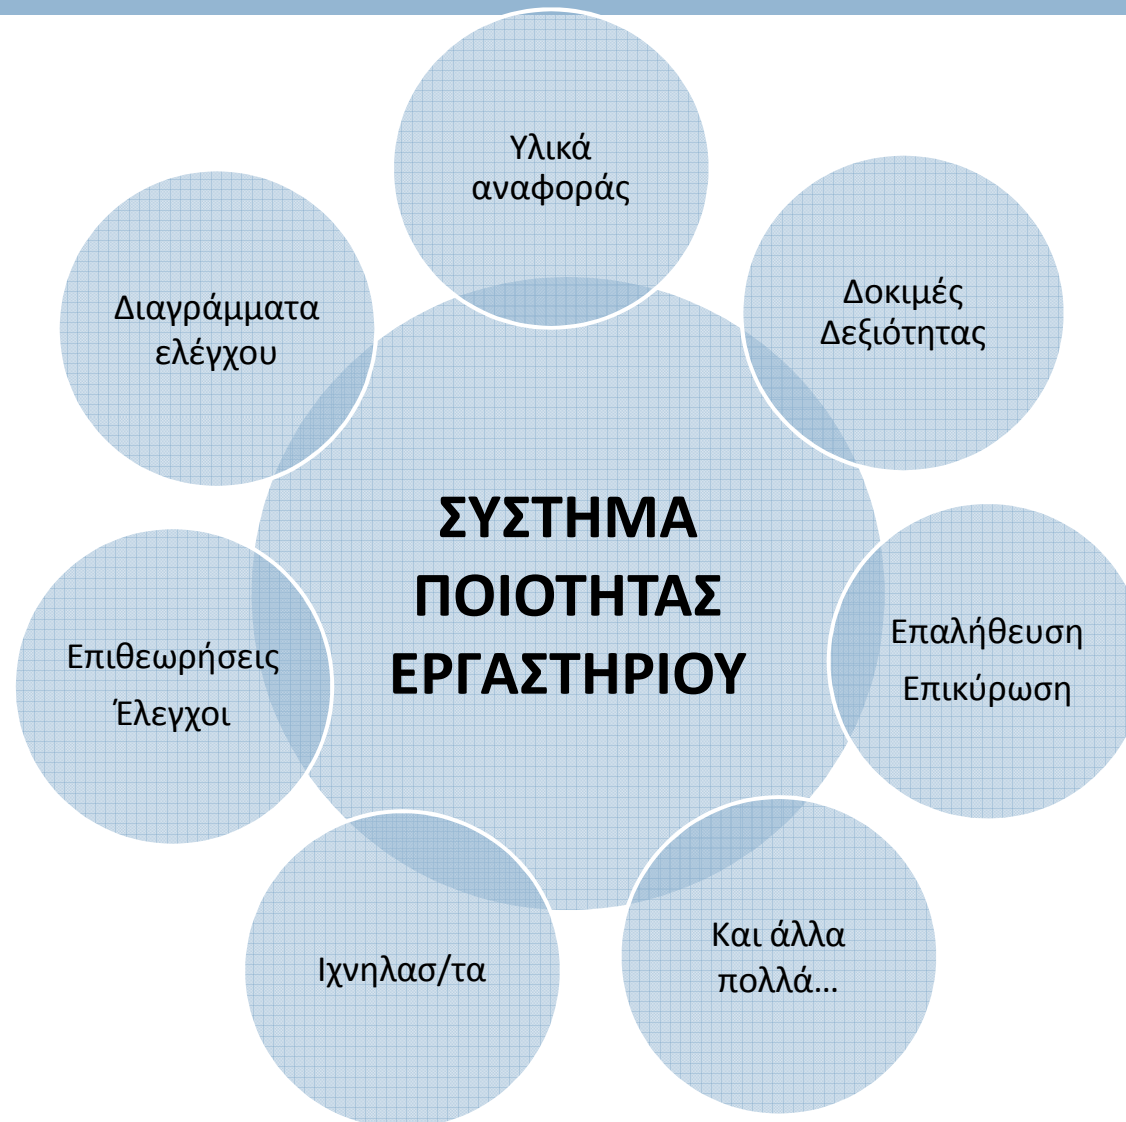 Υλικά
αναφοράς
Δοκιμές
Δεξιότητας
Επαλήθευση
Επικύρωση
Και άλλα
πολλά...
Ιχνηλασ/τα
Επιθεωρήσεις
Έλεγχοι
Διαγράμματα
ελέγχου
ΣΥΣΤΗΜΑ
ΠΟΙΟΤΗΤΑΣ
ΕΡΓΑΣΤΗΡΙΟΥ